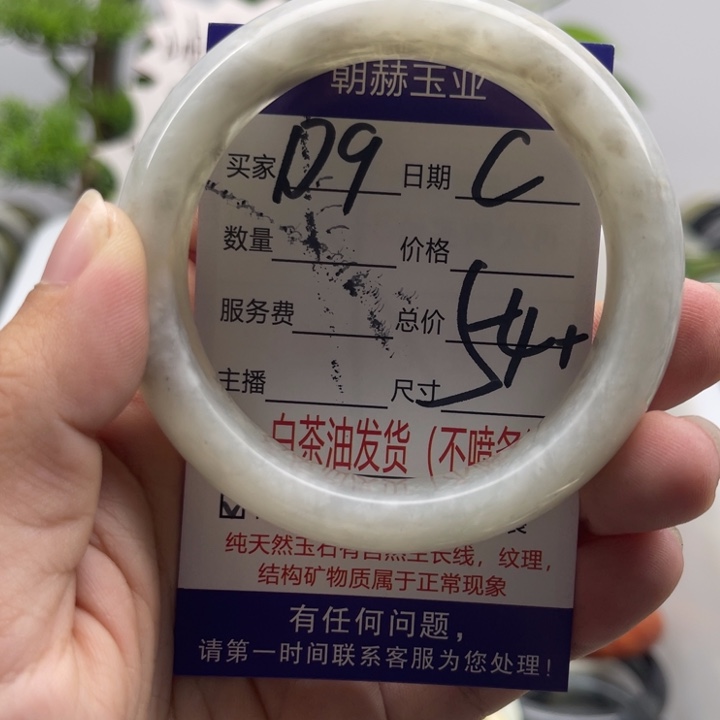 朝赫玉业
买家 D9 日期 C
数量 价格
服务费 总价
主播 尺寸 54+
白茶油发货（不喷
纯天然玉石有自然生长线，纹理，
结构矿物质属于正常现象
有任何问题，
请第一时间联系客服为您处理！